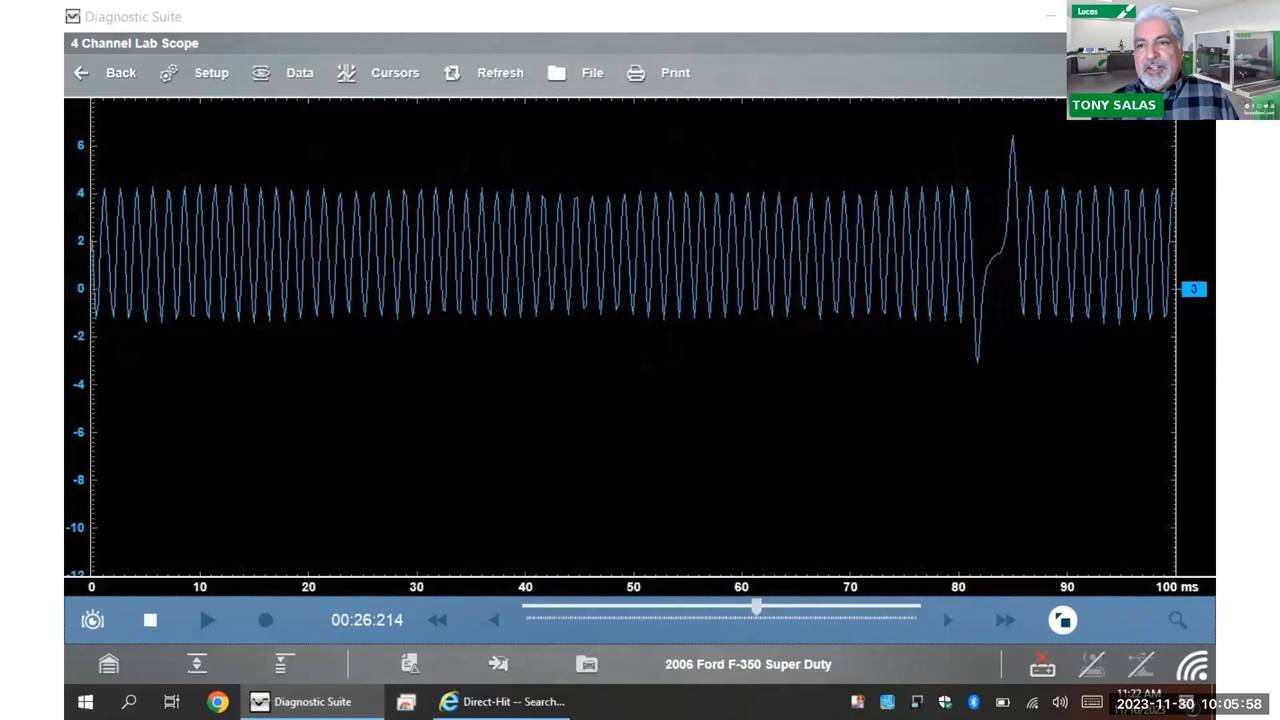 Diagnostic Suite
4 Channel Lab Scope
Back Setup Data Cursors Refresh File Print
Lucas
TONY SALAS
6
4
2
0
-2
-4
-6
-8
-10
3
0 10 20 30 40 50 60 70 80 90 100 ms
00:26:214
2006 Ford F-350 Super Duty
Diagnostic Suite
Direct-Hit -- Search...
11:22 AM
2023-11-30 10:05:58